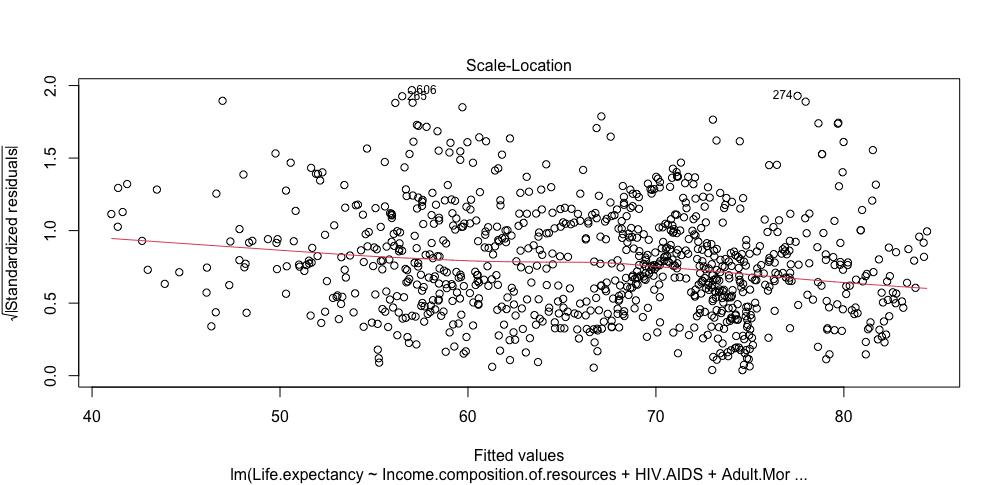 Scale-Location
√|Standardized residuals|
2.0
1.5
1.0
0.5
0.0
606
265
274
40 50 60 70 80
Fitted values
lm(Life.expectancy ~ Income.composition.of.resources + HIV.AIDS + Adult.Mor ...